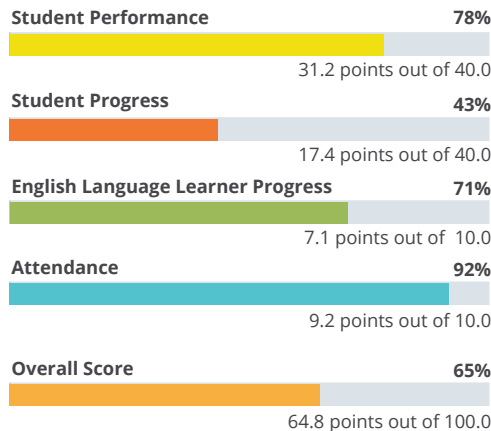 Student Performance 78%
31.2 points out of 40.0
Student Progress 43%
17.4 points out of 40.0
English Language Learner Progress 71%
7.1 points out of 10.0
Attendance 92%
9.2 points out of 10.0
Overall Score 65%
64.8 points out of 100.0